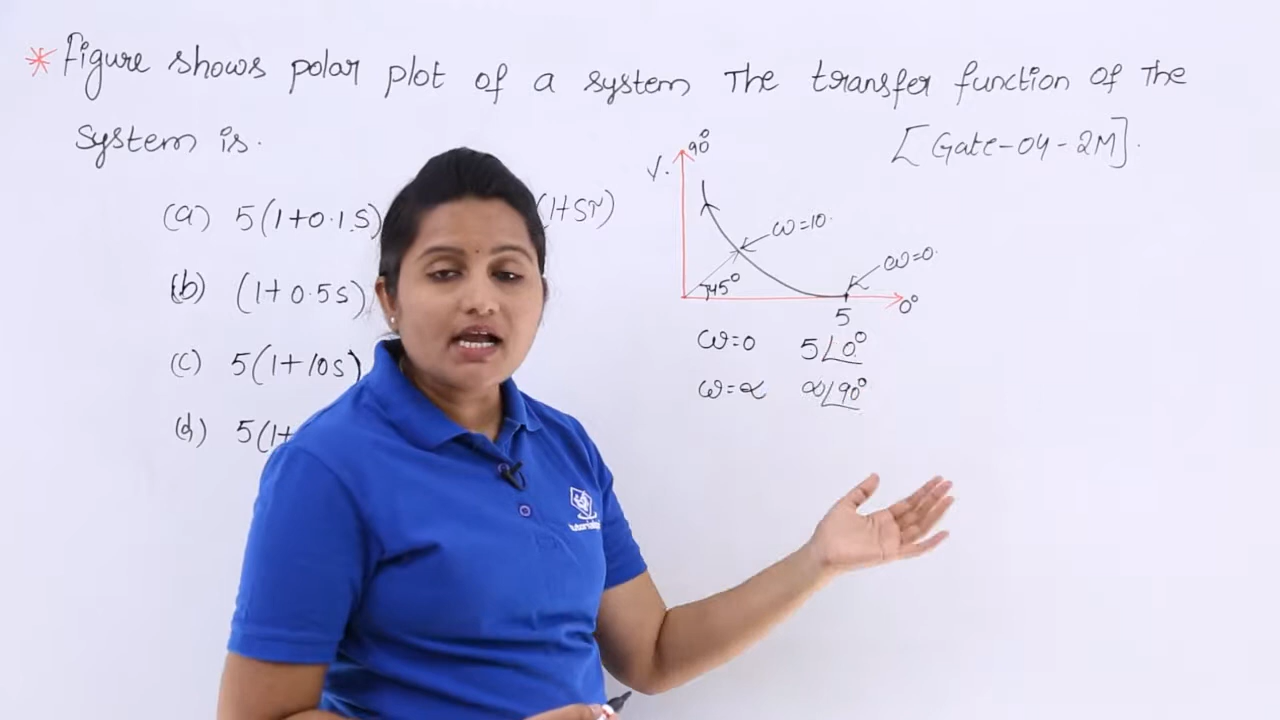 * Figure shows polar plot of a system The transfer function of The
System is.
[Gate-04-2M].
90°
(a) 5(1+0.1S)
(1+Sτ)
ω=10.
ω=0.
(b) (1+0.5s)
45°
5
0°
ω=0 5∠0°
(c) 5(1+10s)
ω=∝ ∞∠90°
(d) 5(1+